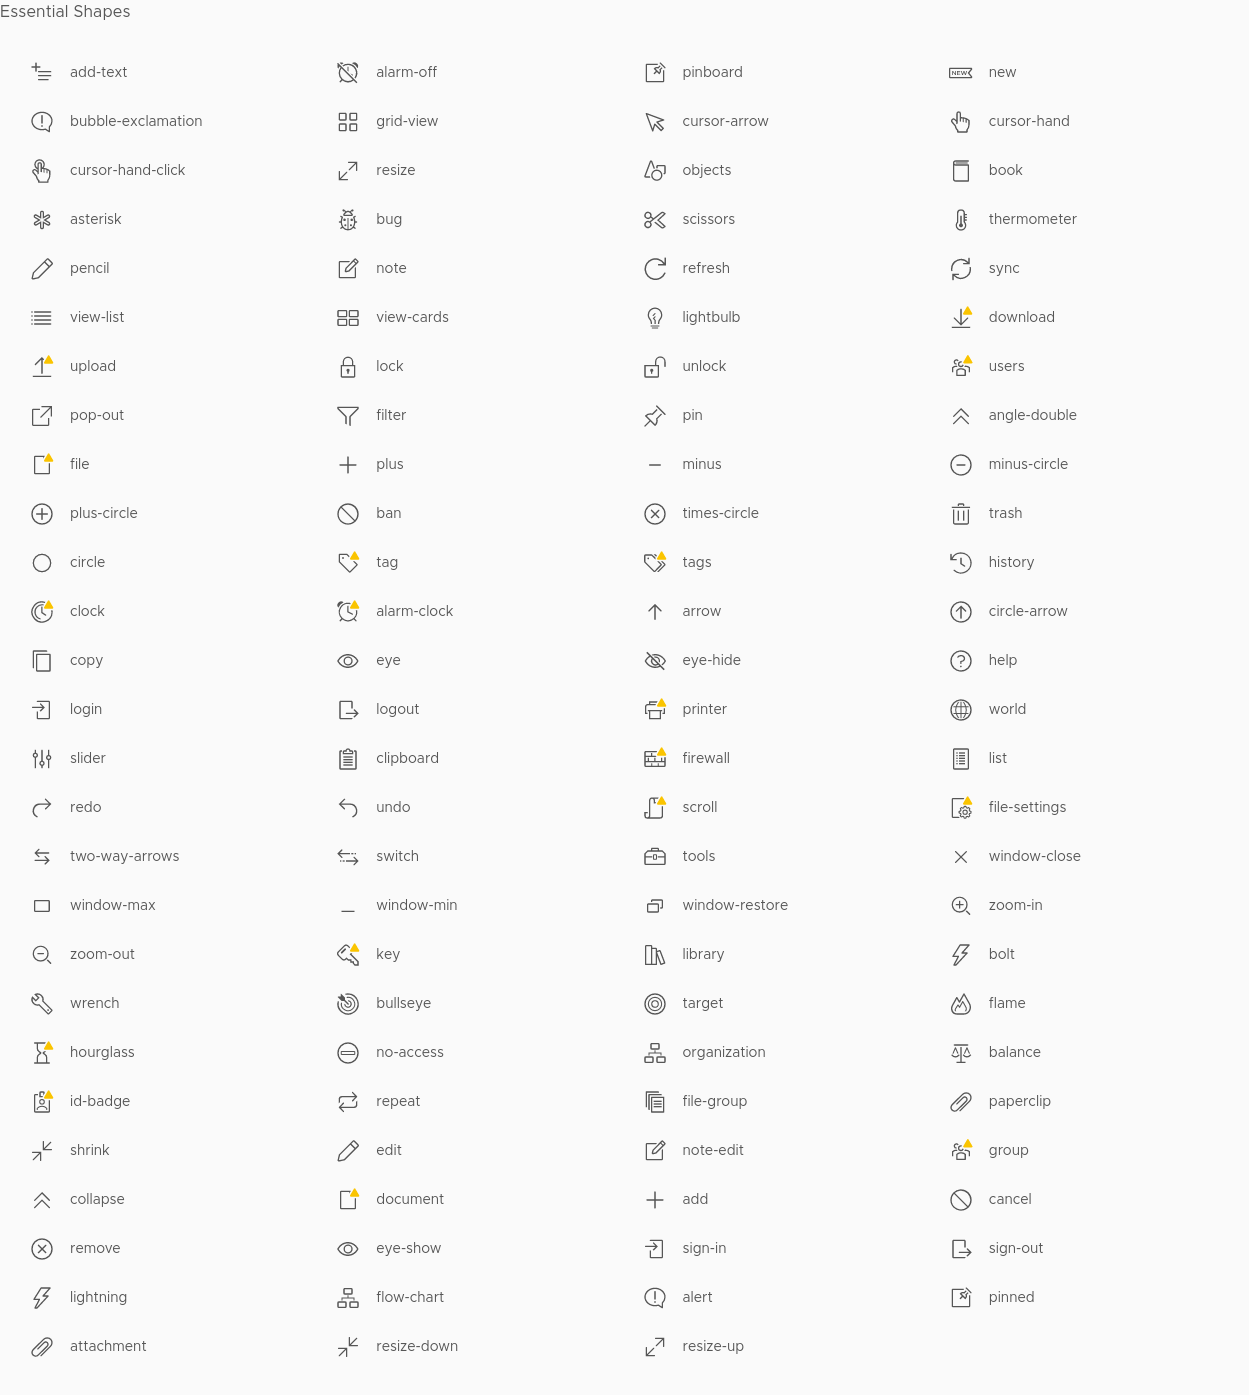 Essential Shapes
add-text alarm-off pinboard NEW new
bubble-exclamation grid-view cursor-arrow cursor-hand
cursor-hand-click resize objects book
asterisk bug scissors thermometer
pencil note refresh sync
view-list view-cards lightbulb download
upload lock unlock users
pop-out filter pin angle-double
file plus minus minus-circle
plus-circle ban times-circle trash
circle tag tags history
clock alarm-clock arrow circle-arrow
copy eye eye-hide help
login logout printer world
slider clipboard firewall list
redo undo scroll file-settings
two-way-arrows switch tools window-close
window-max window-min window-restore zoom-in
zoom-out key library bolt
wrench bullseye target flame
hourglass no-access organization balance
id-badge repeat file-group paperclip
shrink edit note-edit group
collapse document add cancel
remove eye-show sign-in sign-out
lightning flow-chart alert pinned
attachment resize-down resize-up